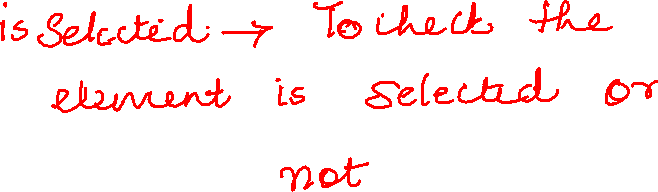 isSelected → To check the
element is selected or
not